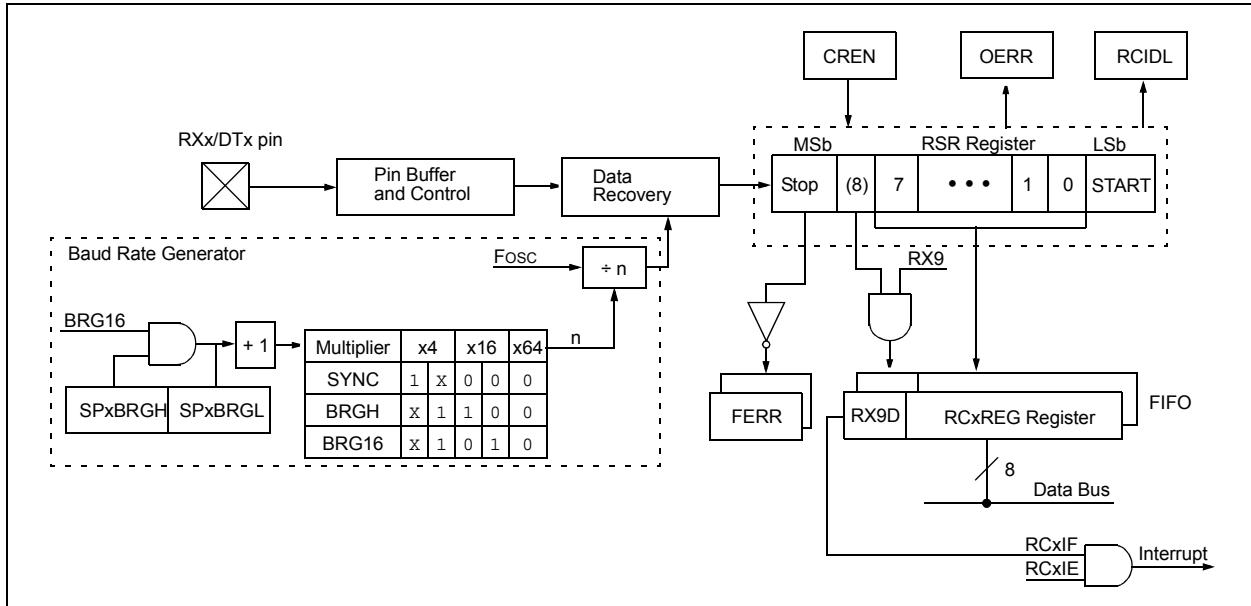 CREN
OERR
RCIDL
RXx/DTx pin
Pin Buffer
and Control
Data
Recovery
MSb
RSR Register
LSb
Stop (8) 7 • • • 1 0 START
Baud Rate Generator
FOSC
÷ n
RX9
BRG16
+ 1
n
Multiplier x4 x16 x64
SYNC 1 X 0 0 0
BRGH X 1 1 0 0
BRG16 X 1 0 1 0
SPxBRGH SPxBRGL
FERR
RX9D
RCxREG Register
FIFO
8
Data Bus
RCxIF
RCxIE
Interrupt